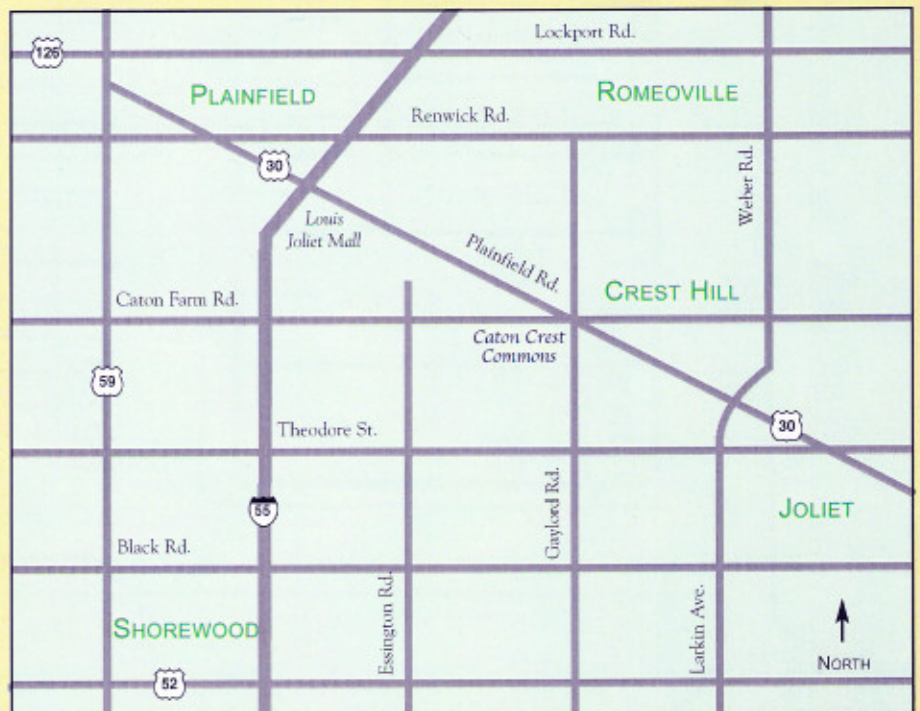 Lockport Rd.
126
PLAINFIELD
ROMEOVILLE
Renwick Rd.
30
Weber Rd.
Louis
Joliet Mall
Plainfield Rd.
CREST HILL
Caton Farm Rd.
Caton Crest
Commons
59
Theodore St.
30
55
Gaylord Rd.
JOLIET
Black Rd.
Essington Rd.
Larkin Ave.
SHOREWOOD
NORTH
52